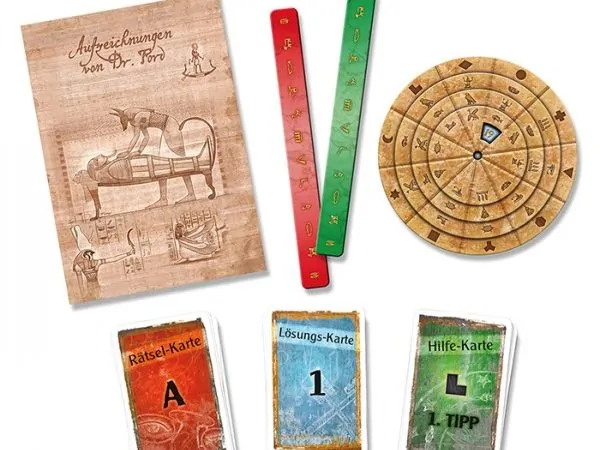 Aufzeichnungen
von Dr. Ford
Rätsel-Karte
A
Lösungs-Karte
1
Hilfe-Karte
1. TIPP